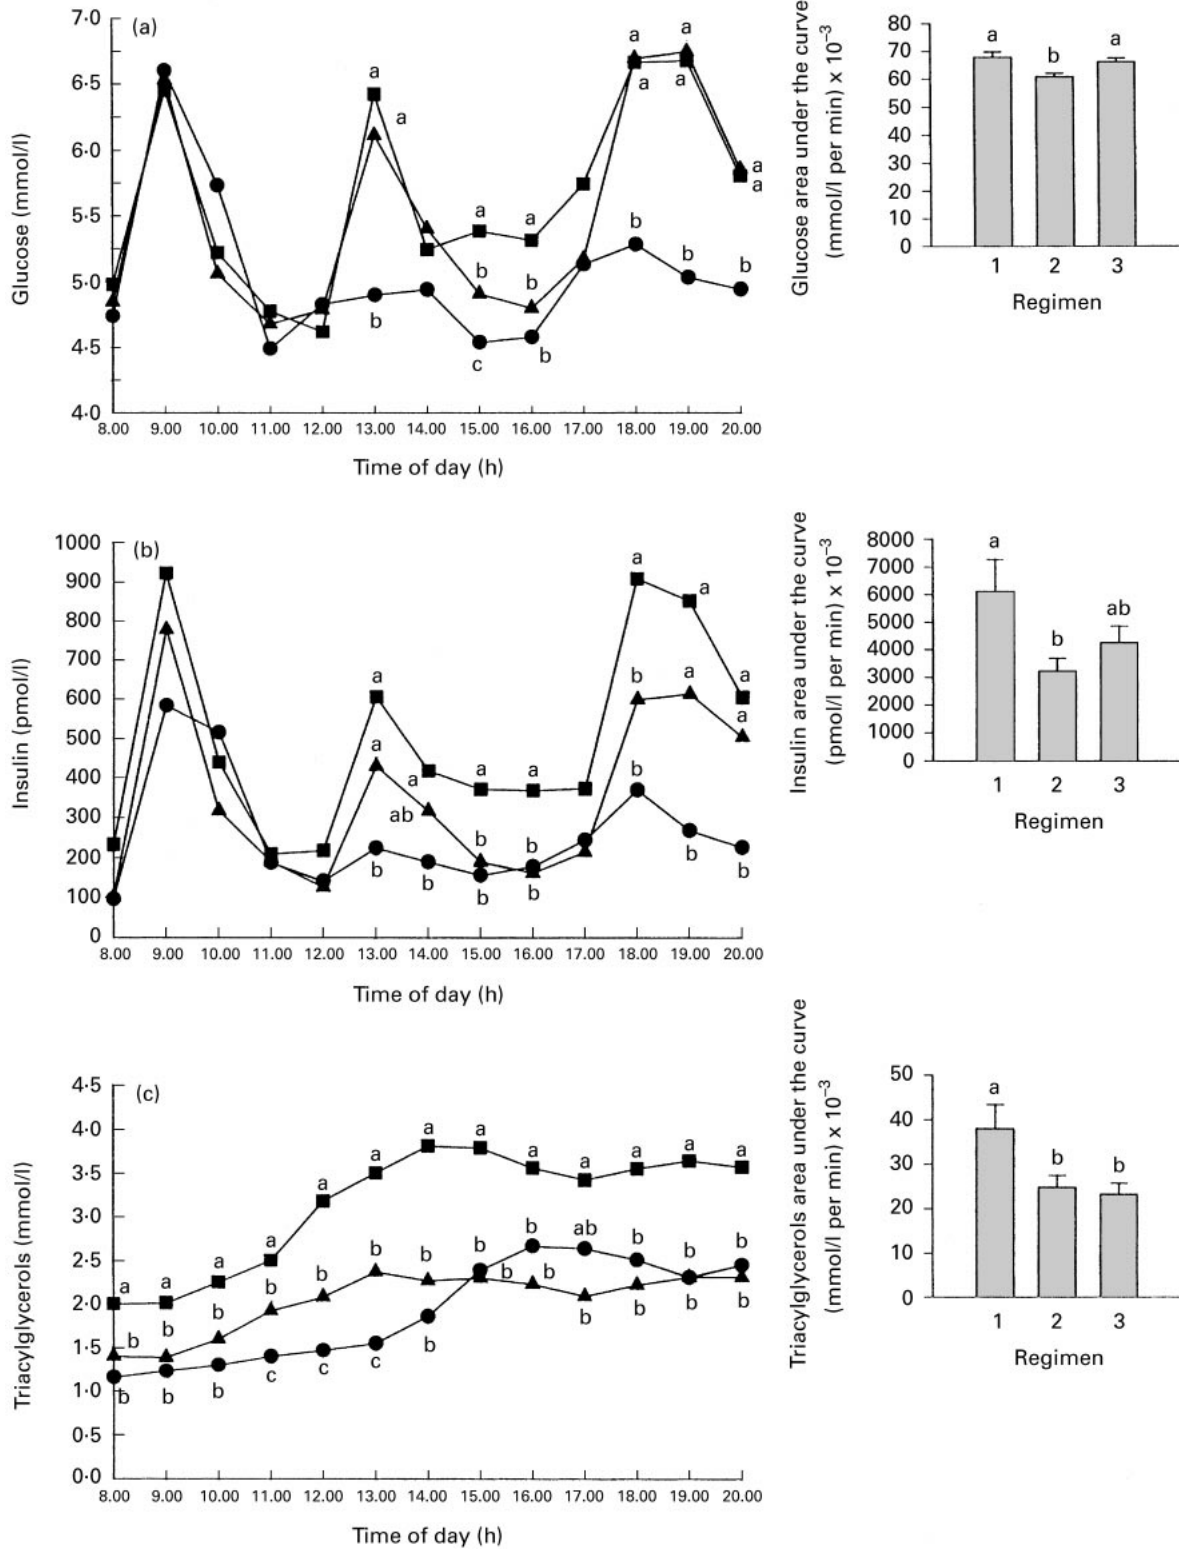 (a)
Glucose (mmol/l)
7·0
6·5
6·0
5·5
5·0
4·5
4·0
a
a
a
a
a
a
a
a
b
b
b
c
b
b
b
b
a
a
a
a
8.00 9.00 10.00 11.00 12.00 13.00 14.00 15.00 16.00 17.00 18.00 19.00 20.00
Time of day (h)
Glucose area under the curve
(mmol/l per min) x 10⁻³
80
70
60
50
40
30
20
10
0
a b a
1 2 3
Regimen
(b)
Insulin (pmol/l)
1000
900
800
700
600
500
400
300
200
100
0
a
a
a
ab
b
b
a
b
b
a
b
b
a
b
b
a
a
b
a
a
b
8.00 9.00 10.00 11.00 12.00 13.00 14.00 15.00 16.00 17.00 18.00 19.00 20.00
Time of day (h)
Insulin area under the curve
(pmol/l per min) x 10⁻³
8000
7000
6000
5000
4000
3000
2000
1000
0
a b ab
1 2 3
Regimen
(c)
Triacylglycerols (mmol/l)
4·5
4·0
3·5
3·0
2·5
2·0
1·5
1·0
0·5
0·0
a a a a a a a a a a a a a
b b b b b b b b b b ab b b b
b b b c c c b b b b b b
8.00 9.00 10.00 11.00 12.00 13.00 14.00 15.00 16.00 17.00 18.00 19.00 20.00
Time of day (h)
Triacylglycerols area under the curve
(mmol/l per min) x 10⁻³
50
40
30
20
10
0
a b b
1 2 3
Regimen